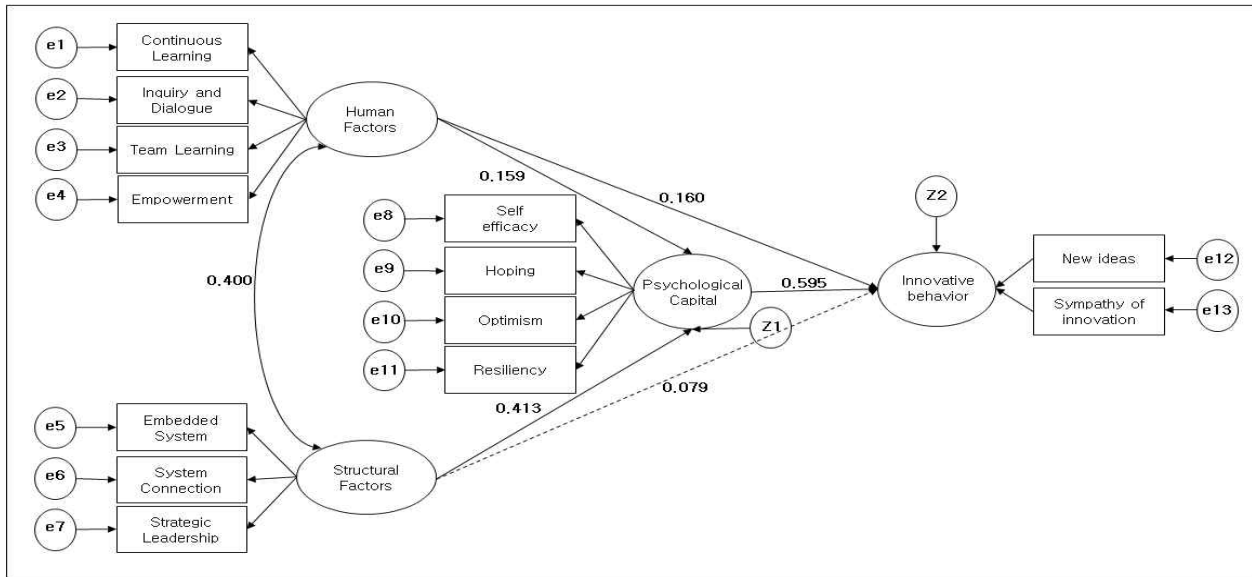 e1
Continuous
Learning
e2
Inquiry and
Dialogue
e3
Team Learning
e4
Empowerment
Human
Factors
0.159
0.160
0.400
e8
Self
efficacy
e9
Hoping
e10
Optimism
e11
Resiliency
Psychological
Capital
Z1
0.595
Z2
Innovative
behavior
New ideas
e12
Sympathy of
innovation
e13
0.413
0.079
e5
Embedded
System
e6
System
Connection
e7
Strategic
Leadership
Structural
Factors